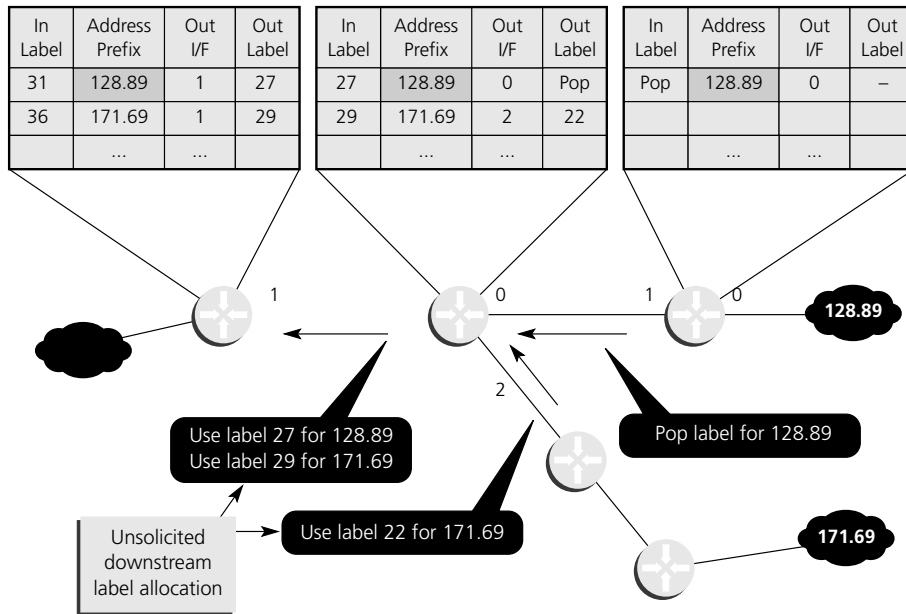 In Label Address Prefix Out I/F Out Label
31 128.89 1 27
36 171.69 1 29
... ...
In Label Address Prefix Out I/F Out Label
27 128.89 0 Pop
29 171.69 2 22
... ...
In Label Address Prefix Out I/F Out Label
Pop 128.89 0 –
... ...
1
0
1
0
128.89
2
Use label 27 for 128.89
Use label 29 for 171.69
Pop label for 128.89
Use label 22 for 171.69
Unsolicited
downstream
label allocation
171.69